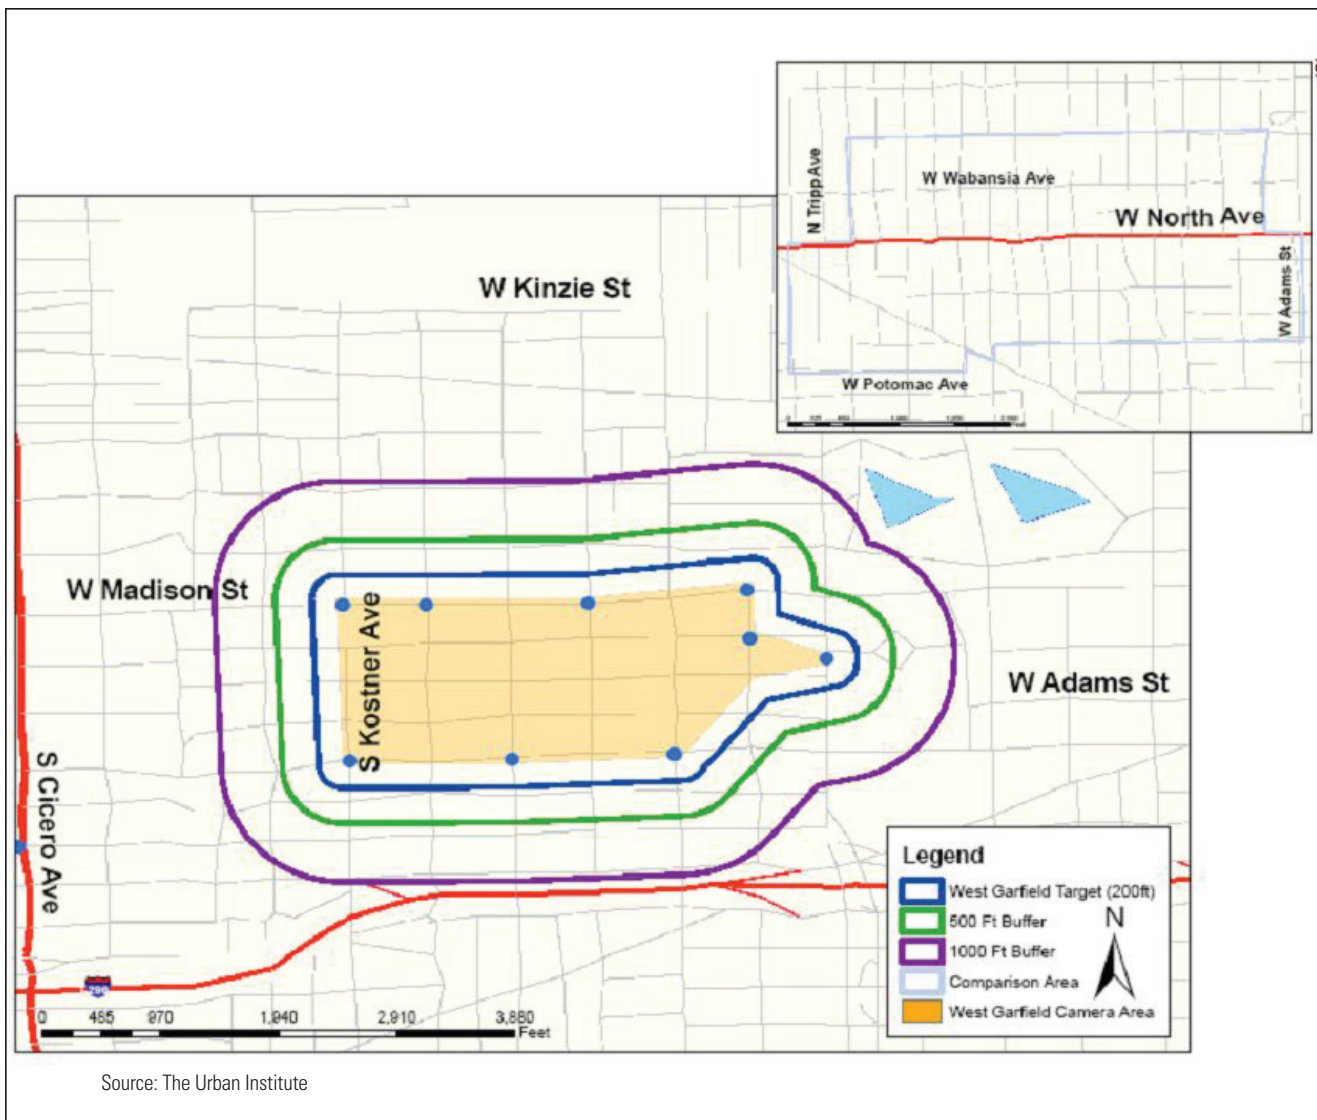 N Tripp Ave
W Wabansia Ave
W North Ave
W Adams St
W Potomac Ave
W Kinzie St
W Madison St
S Kostner Ave
W Adams St
S Cicero Ave
290
0 485 970 1,940 2,910 3,880
Feet
Legend
West Garfield Target (200ft)
500 Ft Buffer
1000 Ft Buffer
Comparison Area
West Garfield Camera Area
N
Source: The Urban Institute